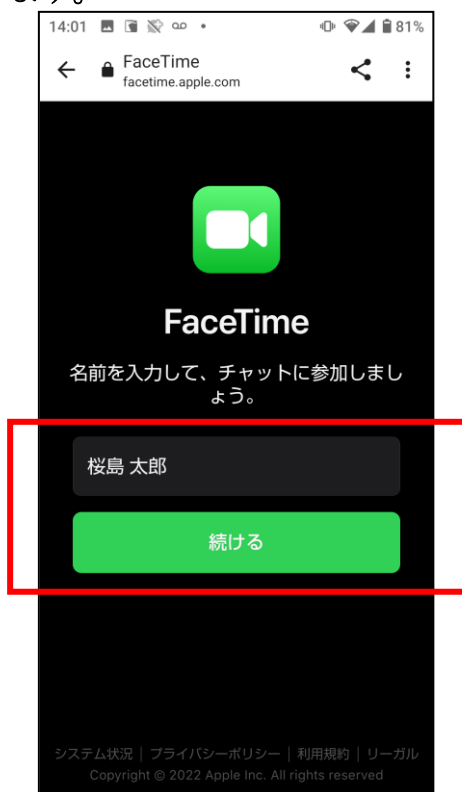 ます。
14:01 81%
FaceTime
facetime.apple.com
FaceTime
名前を入力して、チャットに参加しまし
ょう。
桜島 太郎
続ける
システム状況 | プライバシーポリシー | 利用規約 | リーガル
Copyright © 2022 Apple Inc. All rights reserved